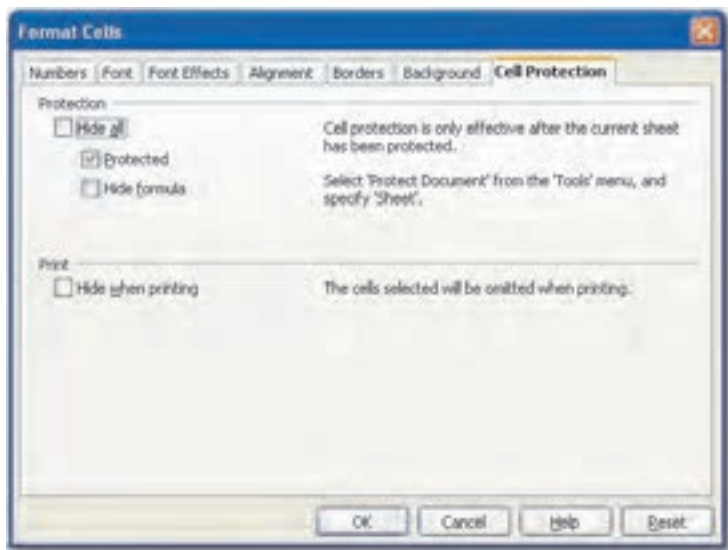 Format Cells
Numbers Font Font Effects Alignment Borders Background Cell Protection
Protection
Hide all
Protected
Hide formula
Cell protection is only effective after the current sheet
has been protected.
Select 'Protect Document' from the 'Tools' menu, and
specify 'Sheet'.
Print
Hide when printing
The cells selected will be omitted when printing.
OK Cancel Help Reset